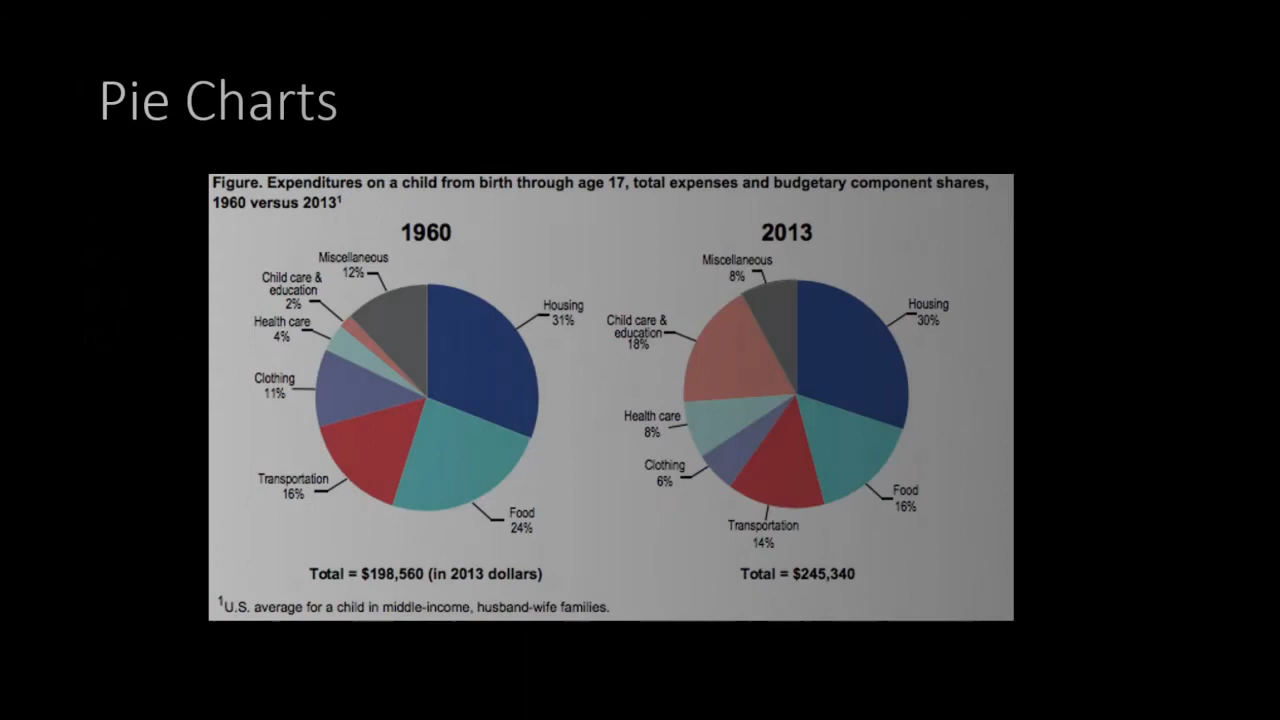 Pie Charts
Figure. Expenditures on a child from birth through age 17, total expenses and budgetary component shares,
1960 versus 2013¹
1960
Miscellaneous
12%
Child care &
education
2%
Health care
4%
Clothing
11%
Transportation
16%
Food
24%
Housing
31%
Total = $198,560 (in 2013 dollars)
2013
Miscellaneous
8%
Child care &
education
18%
Health care
8%
Clothing
6%
Transportation
14%
Food
16%
Housing
30%
Total = $245,340
¹U.S. average for a child in middle-income, husband-wife families.